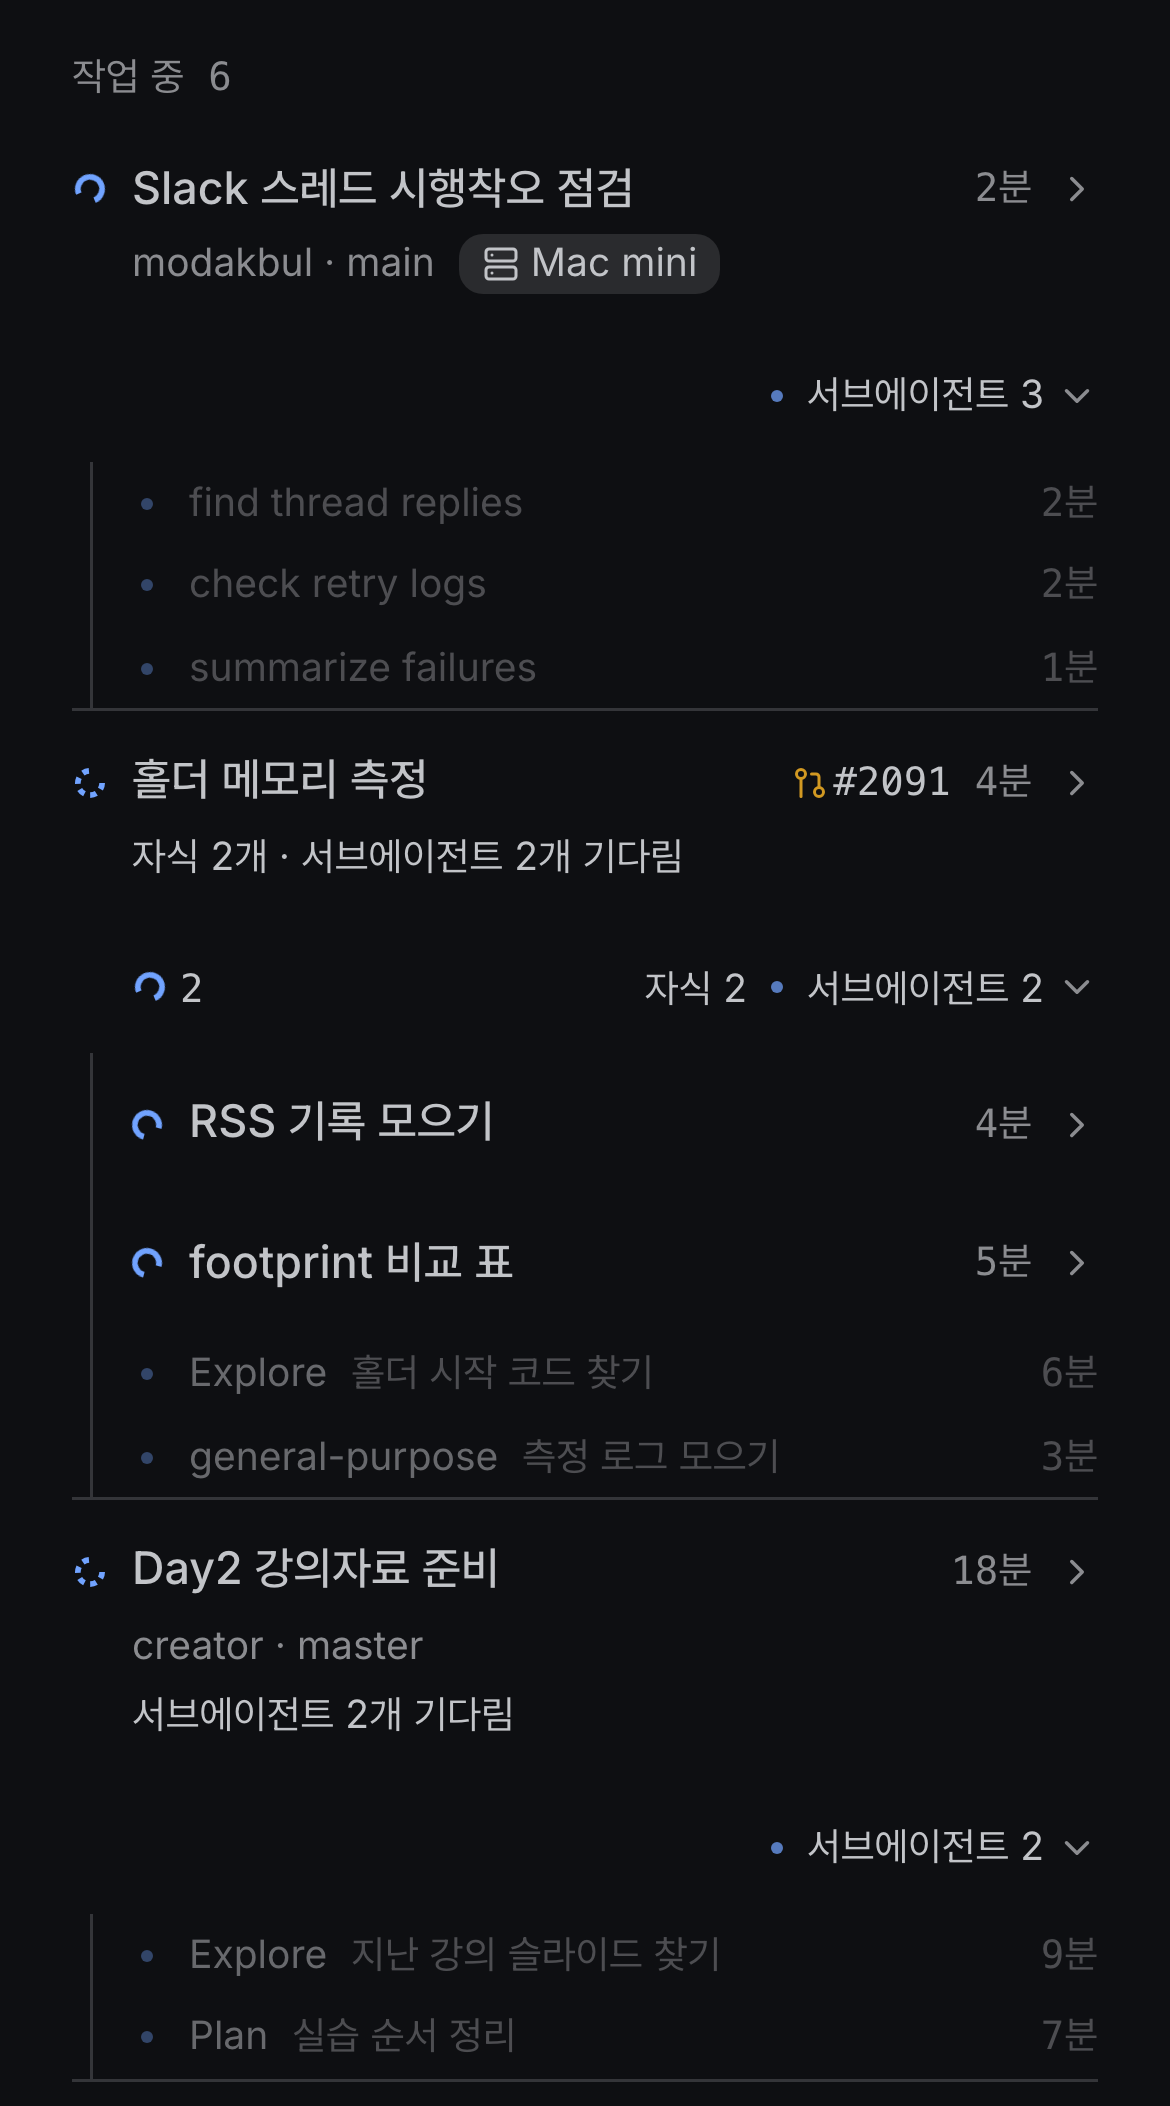 작업 중 6
Slack 스레드 시행착오 점검 2분
modakbul · main Mac mini
서브에이전트 3
find thread replies 2분
check retry logs 2분
summarize failures 1분
홀더 메모리 측정 #2091 4분
자식 2개 · 서브에이전트 2개 기다림
2 자식 2 • 서브에이전트 2
RSS 기록 모으기 4분
footprint 비교 표 5분
Explore 홀더 시작 코드 찾기 6분
general-purpose 측정 로그 모으기 3분
Day2 강의자료 준비 18분
creator · master
서브에이전트 2개 기다림
서브에이전트 2
Explore 지난 강의 슬라이드 찾기 9분
Plan 실습 순서 정리 7분